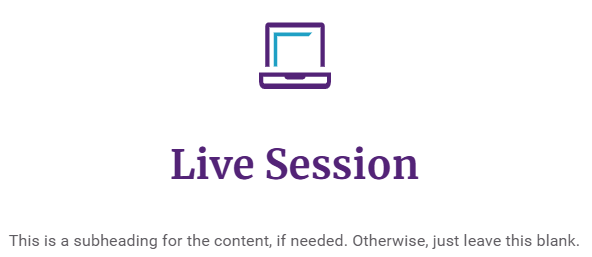 Live Session
This is a subheading for the content, if needed. Otherwise, just leave this blank.